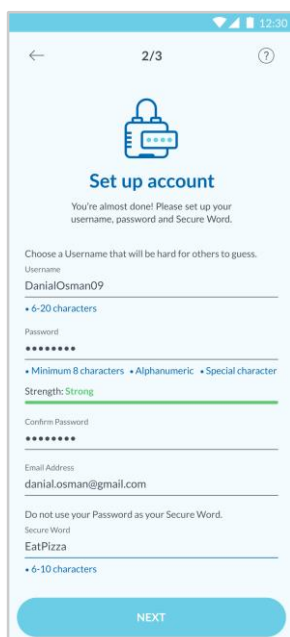 12:30
2/3
Set up account
You're almost done! Please set up your
username, password and Secure Word.
Choose a Username that will be hard for others to guess.
Username
DanialOsman09
• 6-20 characters
Password
••••••••
• Minimum 8 characters • Alphanumeric • Special character
Strength: Strong
Confirm Password
••••••••
Email Address
danial.osman@gmail.com
Do not use your Password as your Secure Word.
Secure Word
EatPizza
• 6-10 characters
NEXT